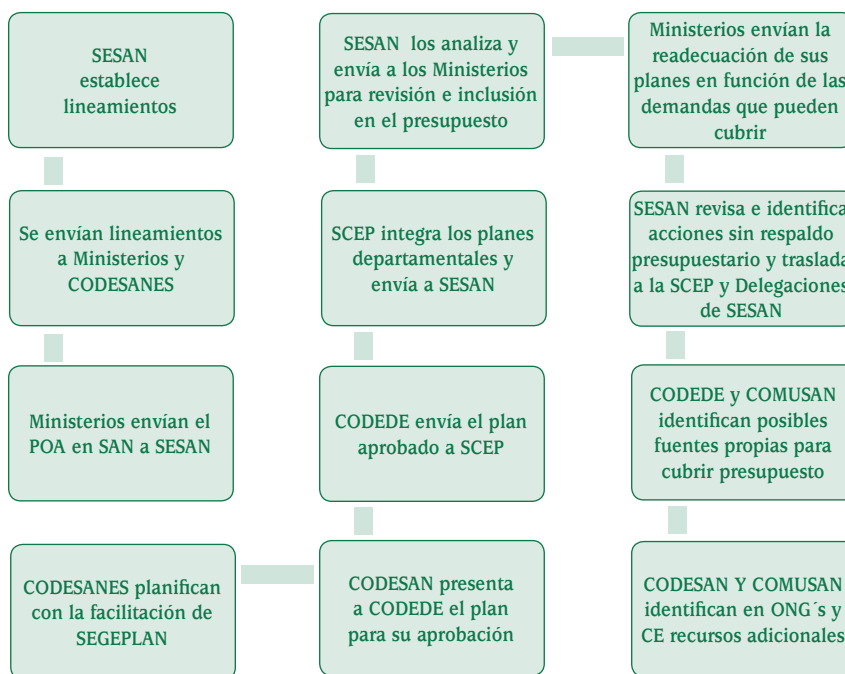 SESAN
establece
lineamientos
Se envían lineamientos
a Ministerios y
CODESANES
Ministerios envían el
POA en SAN a SESAN
CODESANES planifican
con la facilitación de
SEGEPLAN
CODESAN presenta
a CODEDE el plan
para su aprobación
CODEDE envía el plan
aprobado a SCEP
SCEP integra los planes
departamentales y
envía a SESAN
SESAN los analiza y
envía a los Ministerios
para revisión e inclusión
en el presupuesto
Ministerios envían la
readecuación de sus
planes en función de las
demandas que pueden
cubrir
SESAN revisa e identifica
acciones sin respaldo
presupuestario y traslada
a la SCEP y Delegaciones
de SESAN
CODEDE y COMUSAN
identifican posibles
fuentes propias para
cubrir presupuesto
CODESAN Y COMUSAN
identifican en ONG´s y
CE recursos adicionales